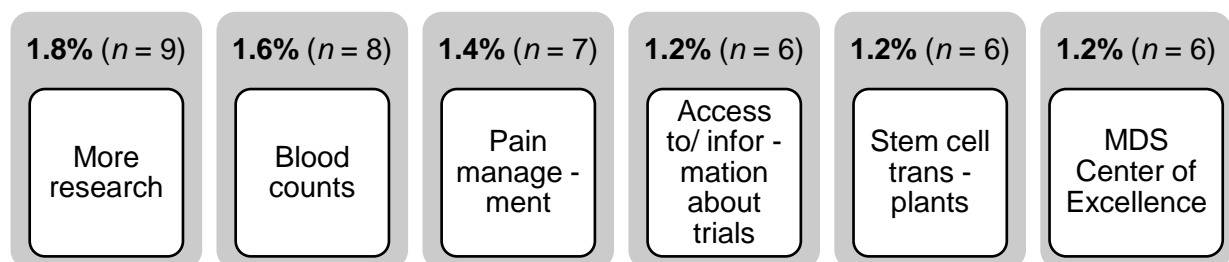 1.8% (n = 9)
More
research
1.6% (n = 8)
Blood
counts
1.4% (n = 7)
Pain
manage -
ment
1.2% (n = 6)
Access
to/ infor -
mation
about
trials
1.2% (n = 6)
Stem cell
trans -
plants
1.2% (n = 6)
MDS
Center of
Excellence